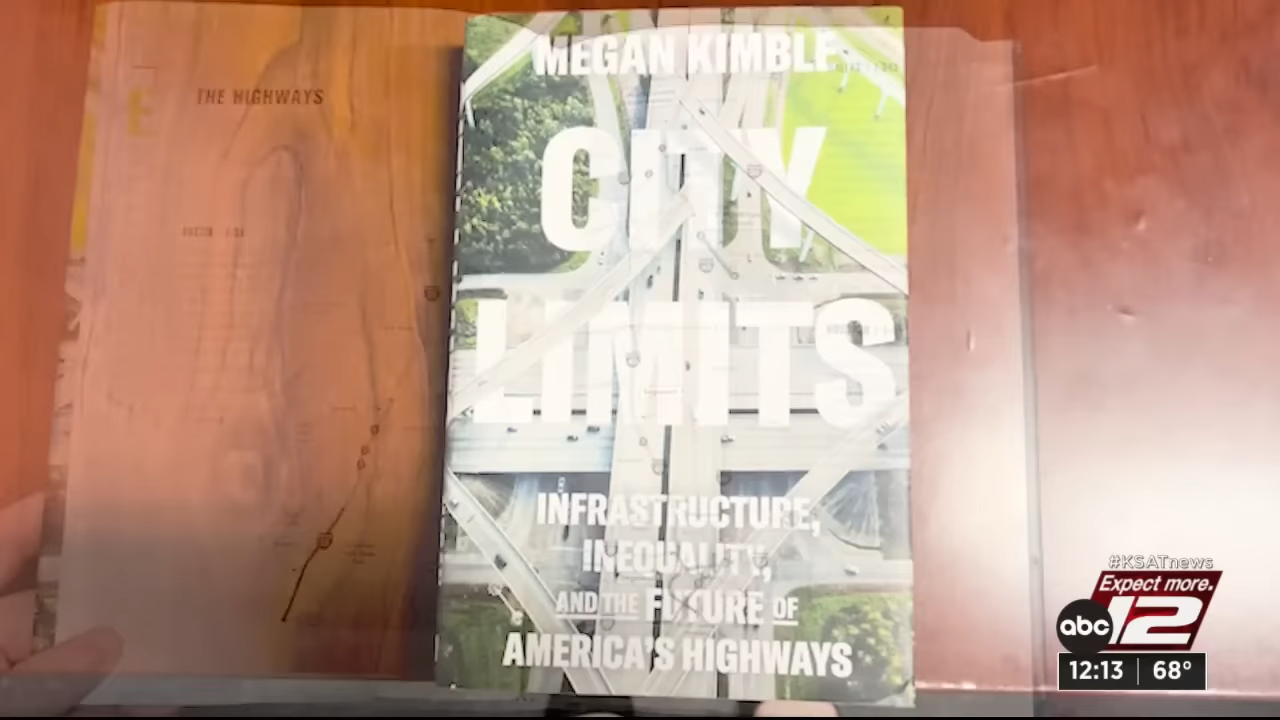 THE HIGHWAYS
MEGAN KIMBLE
CITY
LIMITS
INFRASTRUCTURE,
INEQUALITY,
AND THE FUTURE OF
AMERICA'S HIGHWAYS
#KSATnews
Expect more.
abc 12
12:13 68°